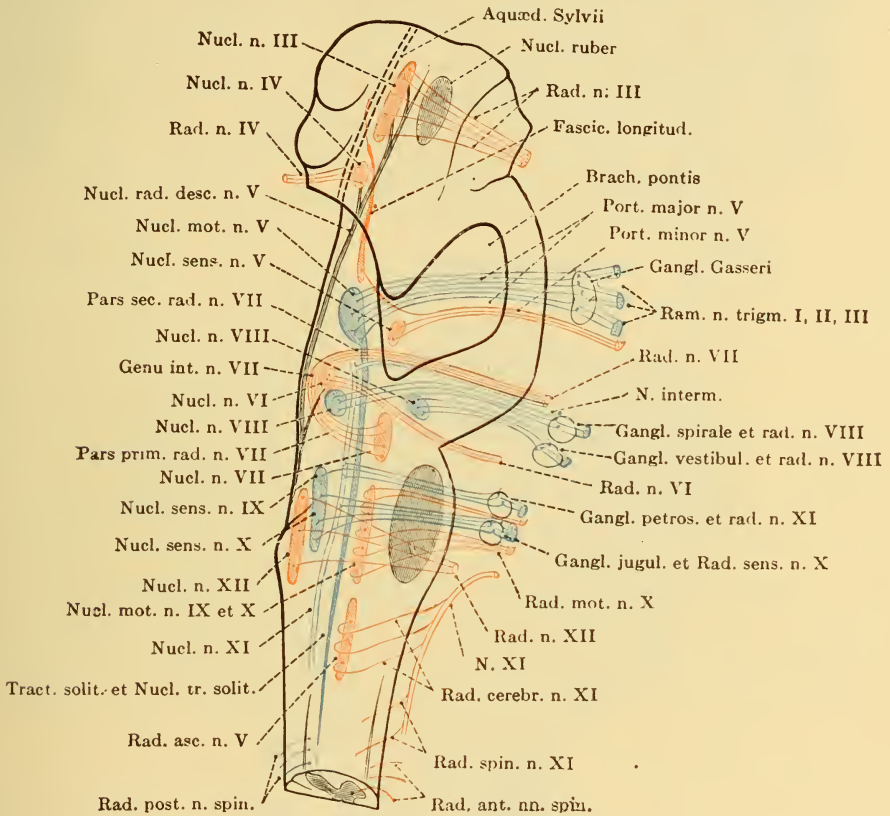 Aquæd. Sylvii
Nucl. n. III
Nucl. ruber
Nucl. n. IV
Rad. n. III
Rad. n. IV
Fascic. longitud.
Nucl. rad. desc. n. V
Brach. pontis
Nucl. mot. n. V
Port. major n. V
Port. minor n. V
Nucl. sens. n. V
Gangl. Gasseri
Pars sec. rad. n. VII
Ram. n. trigm. I, II, III
Nucl. n. VIII
Rad. n. VII
Genu int. n. VII
N. interm.
Nucl. n. VI
Nucl. n. VIII
Gangl. spirale et rad. n. VIII
Pars prim. rad. n. VII
Gangl. vestibul. et rad. n. VIII
Nucl. n. VII
Rad. n. VI
Nucl. sens. n. IX
Gangl. petros. et rad. n. XI
Nucl. sens. n. X
Gangl. jugul. et Rad. sens. n. X
Nucl. n. XII
Rad. mot. n. X
Nucl. mot. n. IX et X
Rad. n. XII
Nucl. n. XI
N. XI
Tract. solit. et Nucl. tr. solit.
Rad. cerebr. n. XI
Rad. asc. n. V
Rad. spin. n. XI
Rad. post. n. spin.
Rad. ant. nn. spin.